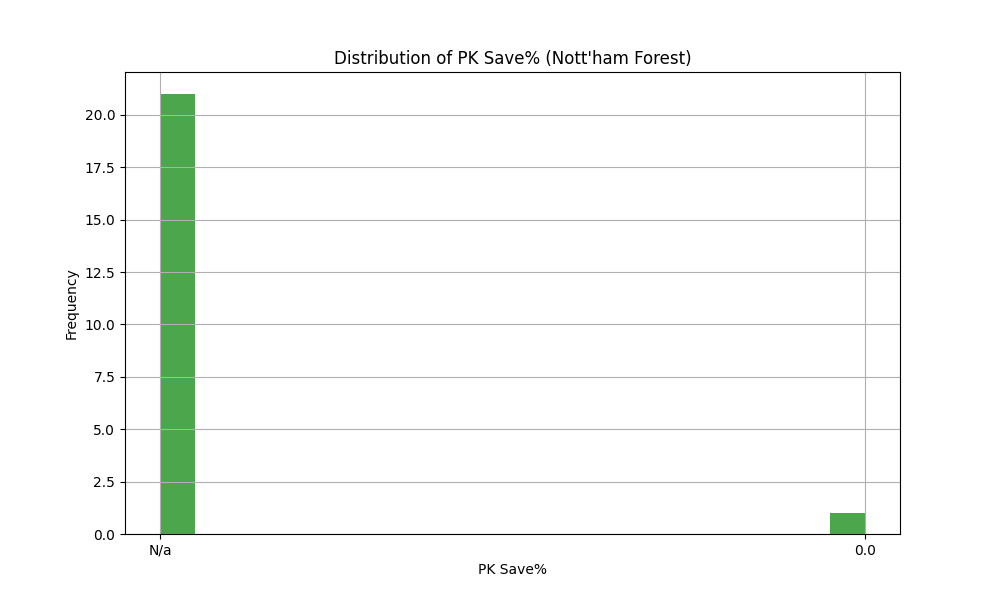 Distribution of PK Save% (Nott'ham Forest)
Frequency
20.0
17.5
15.0
12.5
10.0
7.5
5.0
2.5
0.0
N/a 0.0
PK Save%